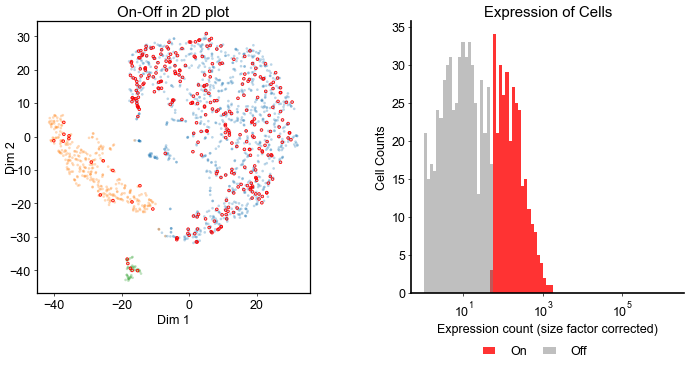 On-Off in 2D plot
Dim 2
30
20
10
0
−10
−20
−30
−40
−40
−20
0
20
Dim 1
Expression of Cells
Cell Counts
35
30
25
20
15
10
5
0
10^1
10^3
10^5
Expression count (size factor corrected)
On
Off